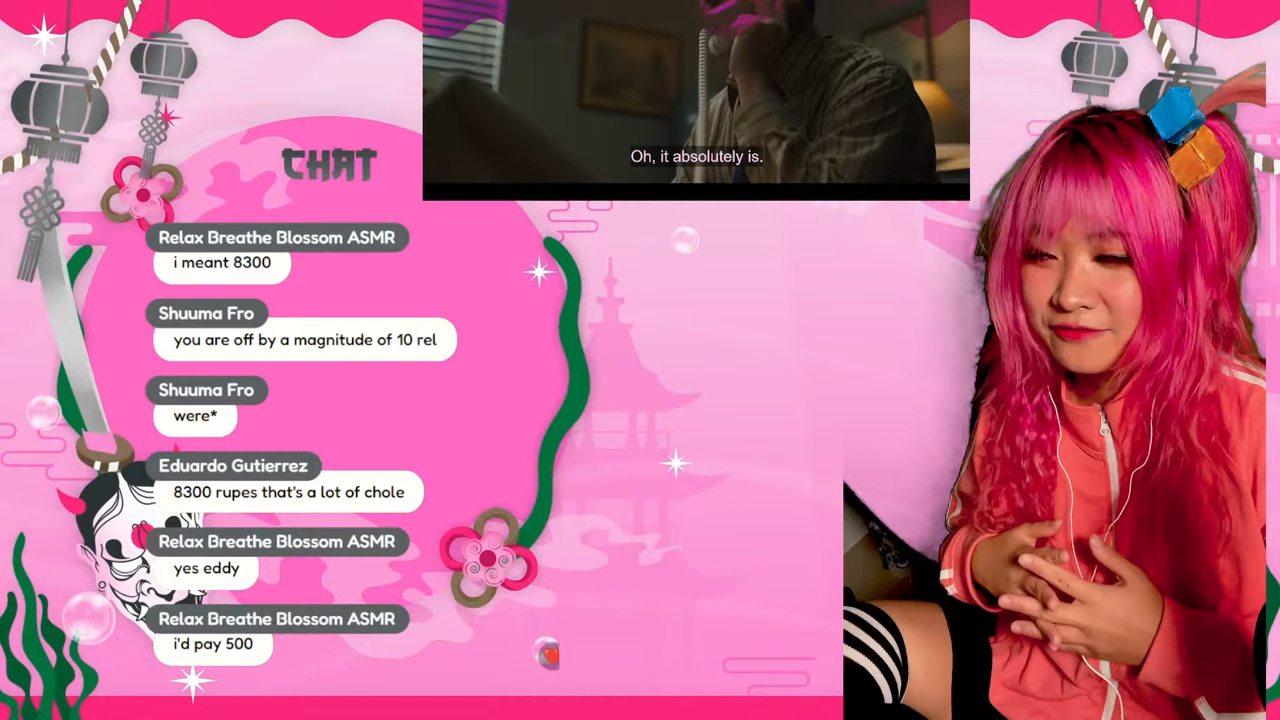 Oh, it absolutely is.
CHAT
Relax Breathe Blossom ASMR
i meant 8300
Shuuma Fro
you are off by a magnitude of 10 rel
Shuuma Fro
were*
Eduardo Gutierrez
8300 rupes that's a lot of chole
Relax Breathe Blossom ASMR
yes eddy
Relax Breathe Blossom ASMR
i'd pay 500